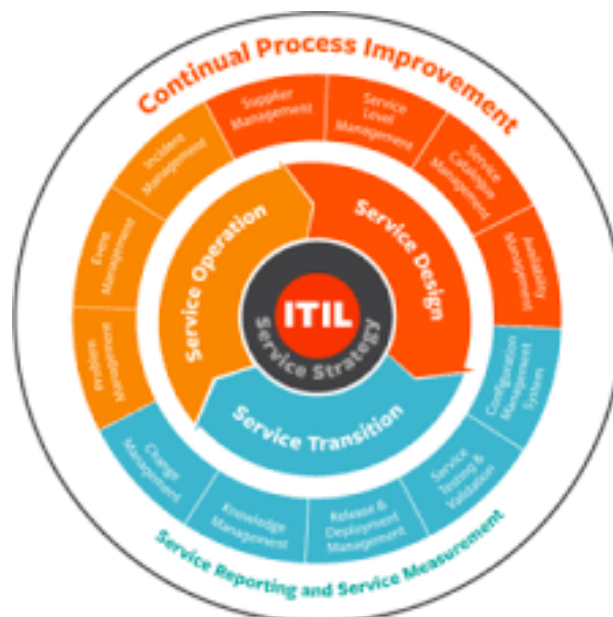 Continual Process Improvement
Supplier
Management
Service
Level
Management
Service
Catalogue
Management
Availability
Management
Configuration
Management
System
Service
Testing &
Validation
Release &
Deployment
Management
Knowledge
Management
Change
Management
Problem
Management
Event
Management
Incident
Management
Service Design
Service Transition
Service Operation
ITIL
Service Strategy
Service Reporting and Service Measurement